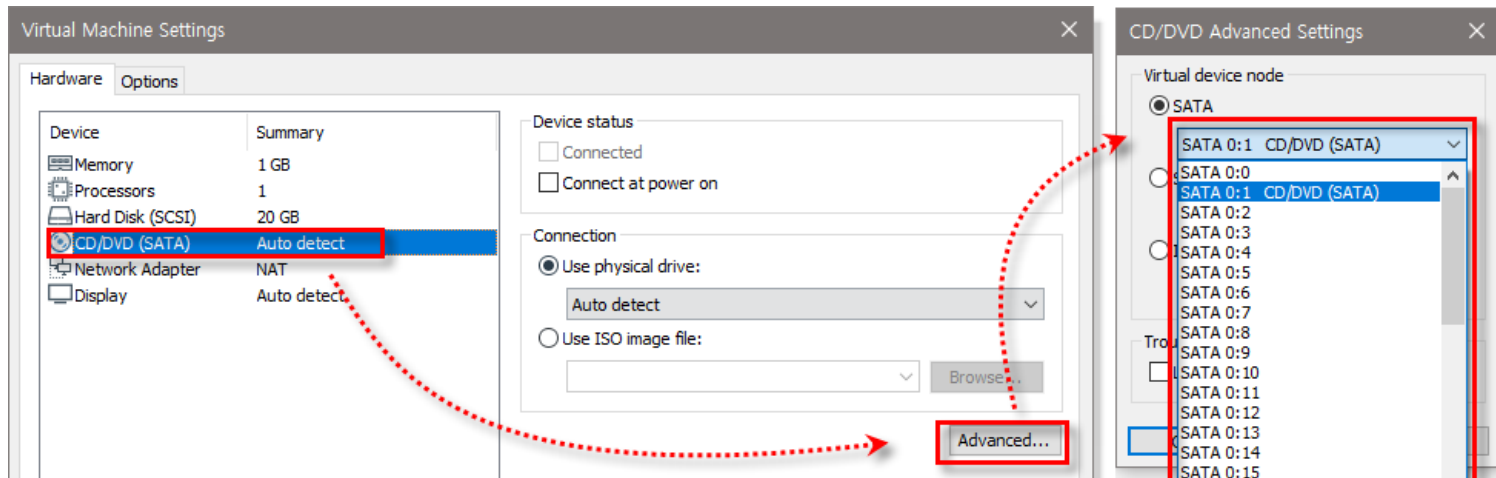 Virtual Machine Settings
Hardware Options
Device Summary
Memory 1 GB
Processors 1
Hard Disk (SCSI) 20 GB
CD/DVD (SATA) Auto detect
Network Adapter NAT
Display Auto detect
Device status
Connected
Connect at power on
Connection
Use physical drive:
Auto detect
Use ISO image file:
Browse...
Advanced...
CD/DVD Advanced Settings
Virtual device node
SATA
SATA 0:1 CD/DVD (SATA)
SATA 0:0
SATA 0:1 CD/DVD (SATA)
SATA 0:2
SATA 0:3
SATA 0:4
SATA 0:5
SATA 0:6
SATA 0:7
SATA 0:8
SATA 0:9
SATA 0:10
SATA 0:11
SATA 0:12
SATA 0:13
SATA 0:14
SATA 0:15